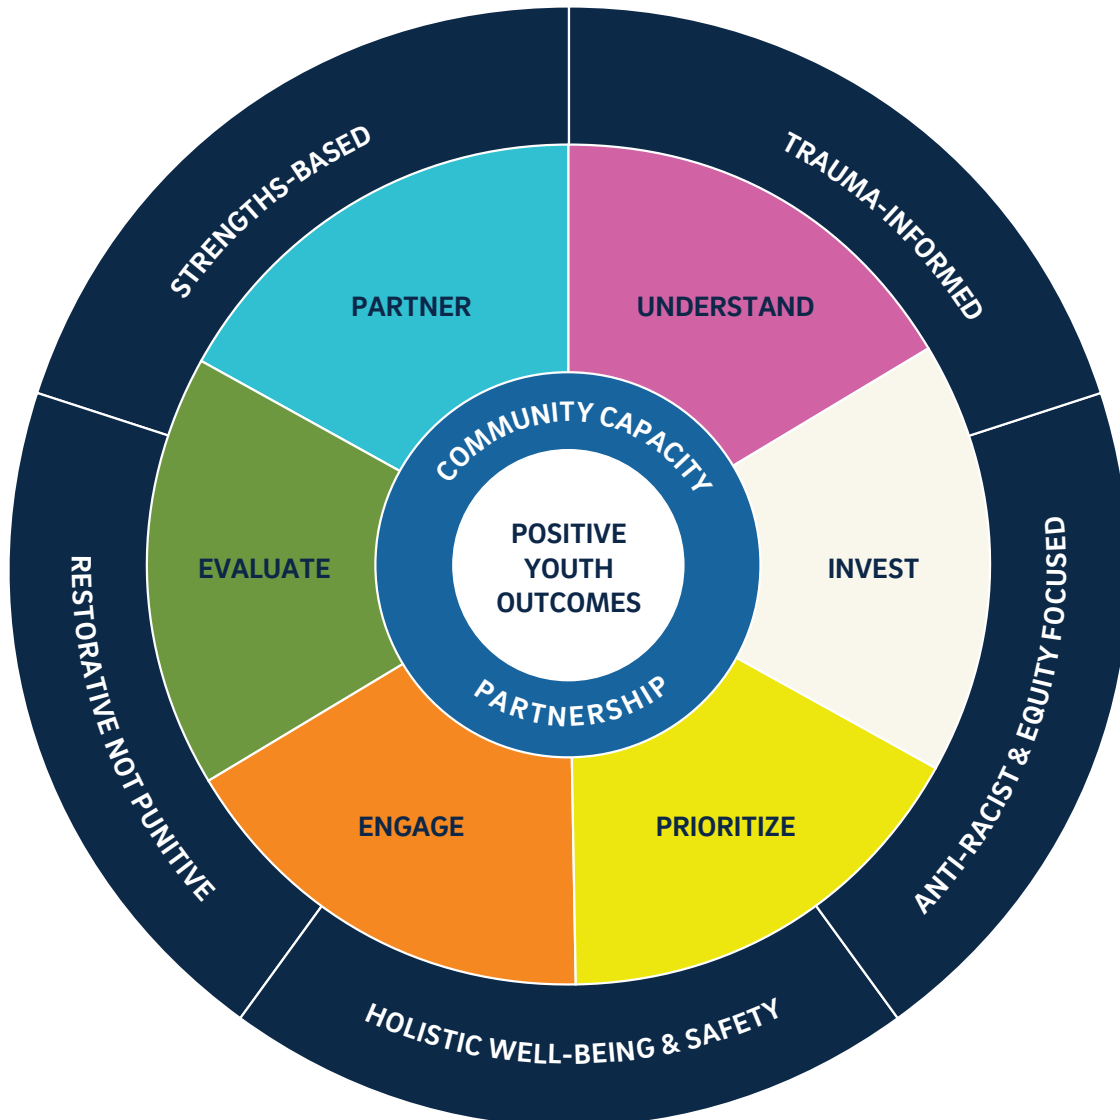 STRENGTHS-BASED
TRAUMA-INFORMED
PARTNER
UNDERSTAND
COMMUNITY CAPACITY
POSITIVE
YOUTH
OUTCOMES
EVALUATE
INVEST
PARTNERSHIP
RESTORATIVE NOT PUNITIVE
ANTI-RACIST & EQUITY FOCUSED
ENGAGE
PRIORITIZE
HOLISTIC WELL-BEING & SAFETY